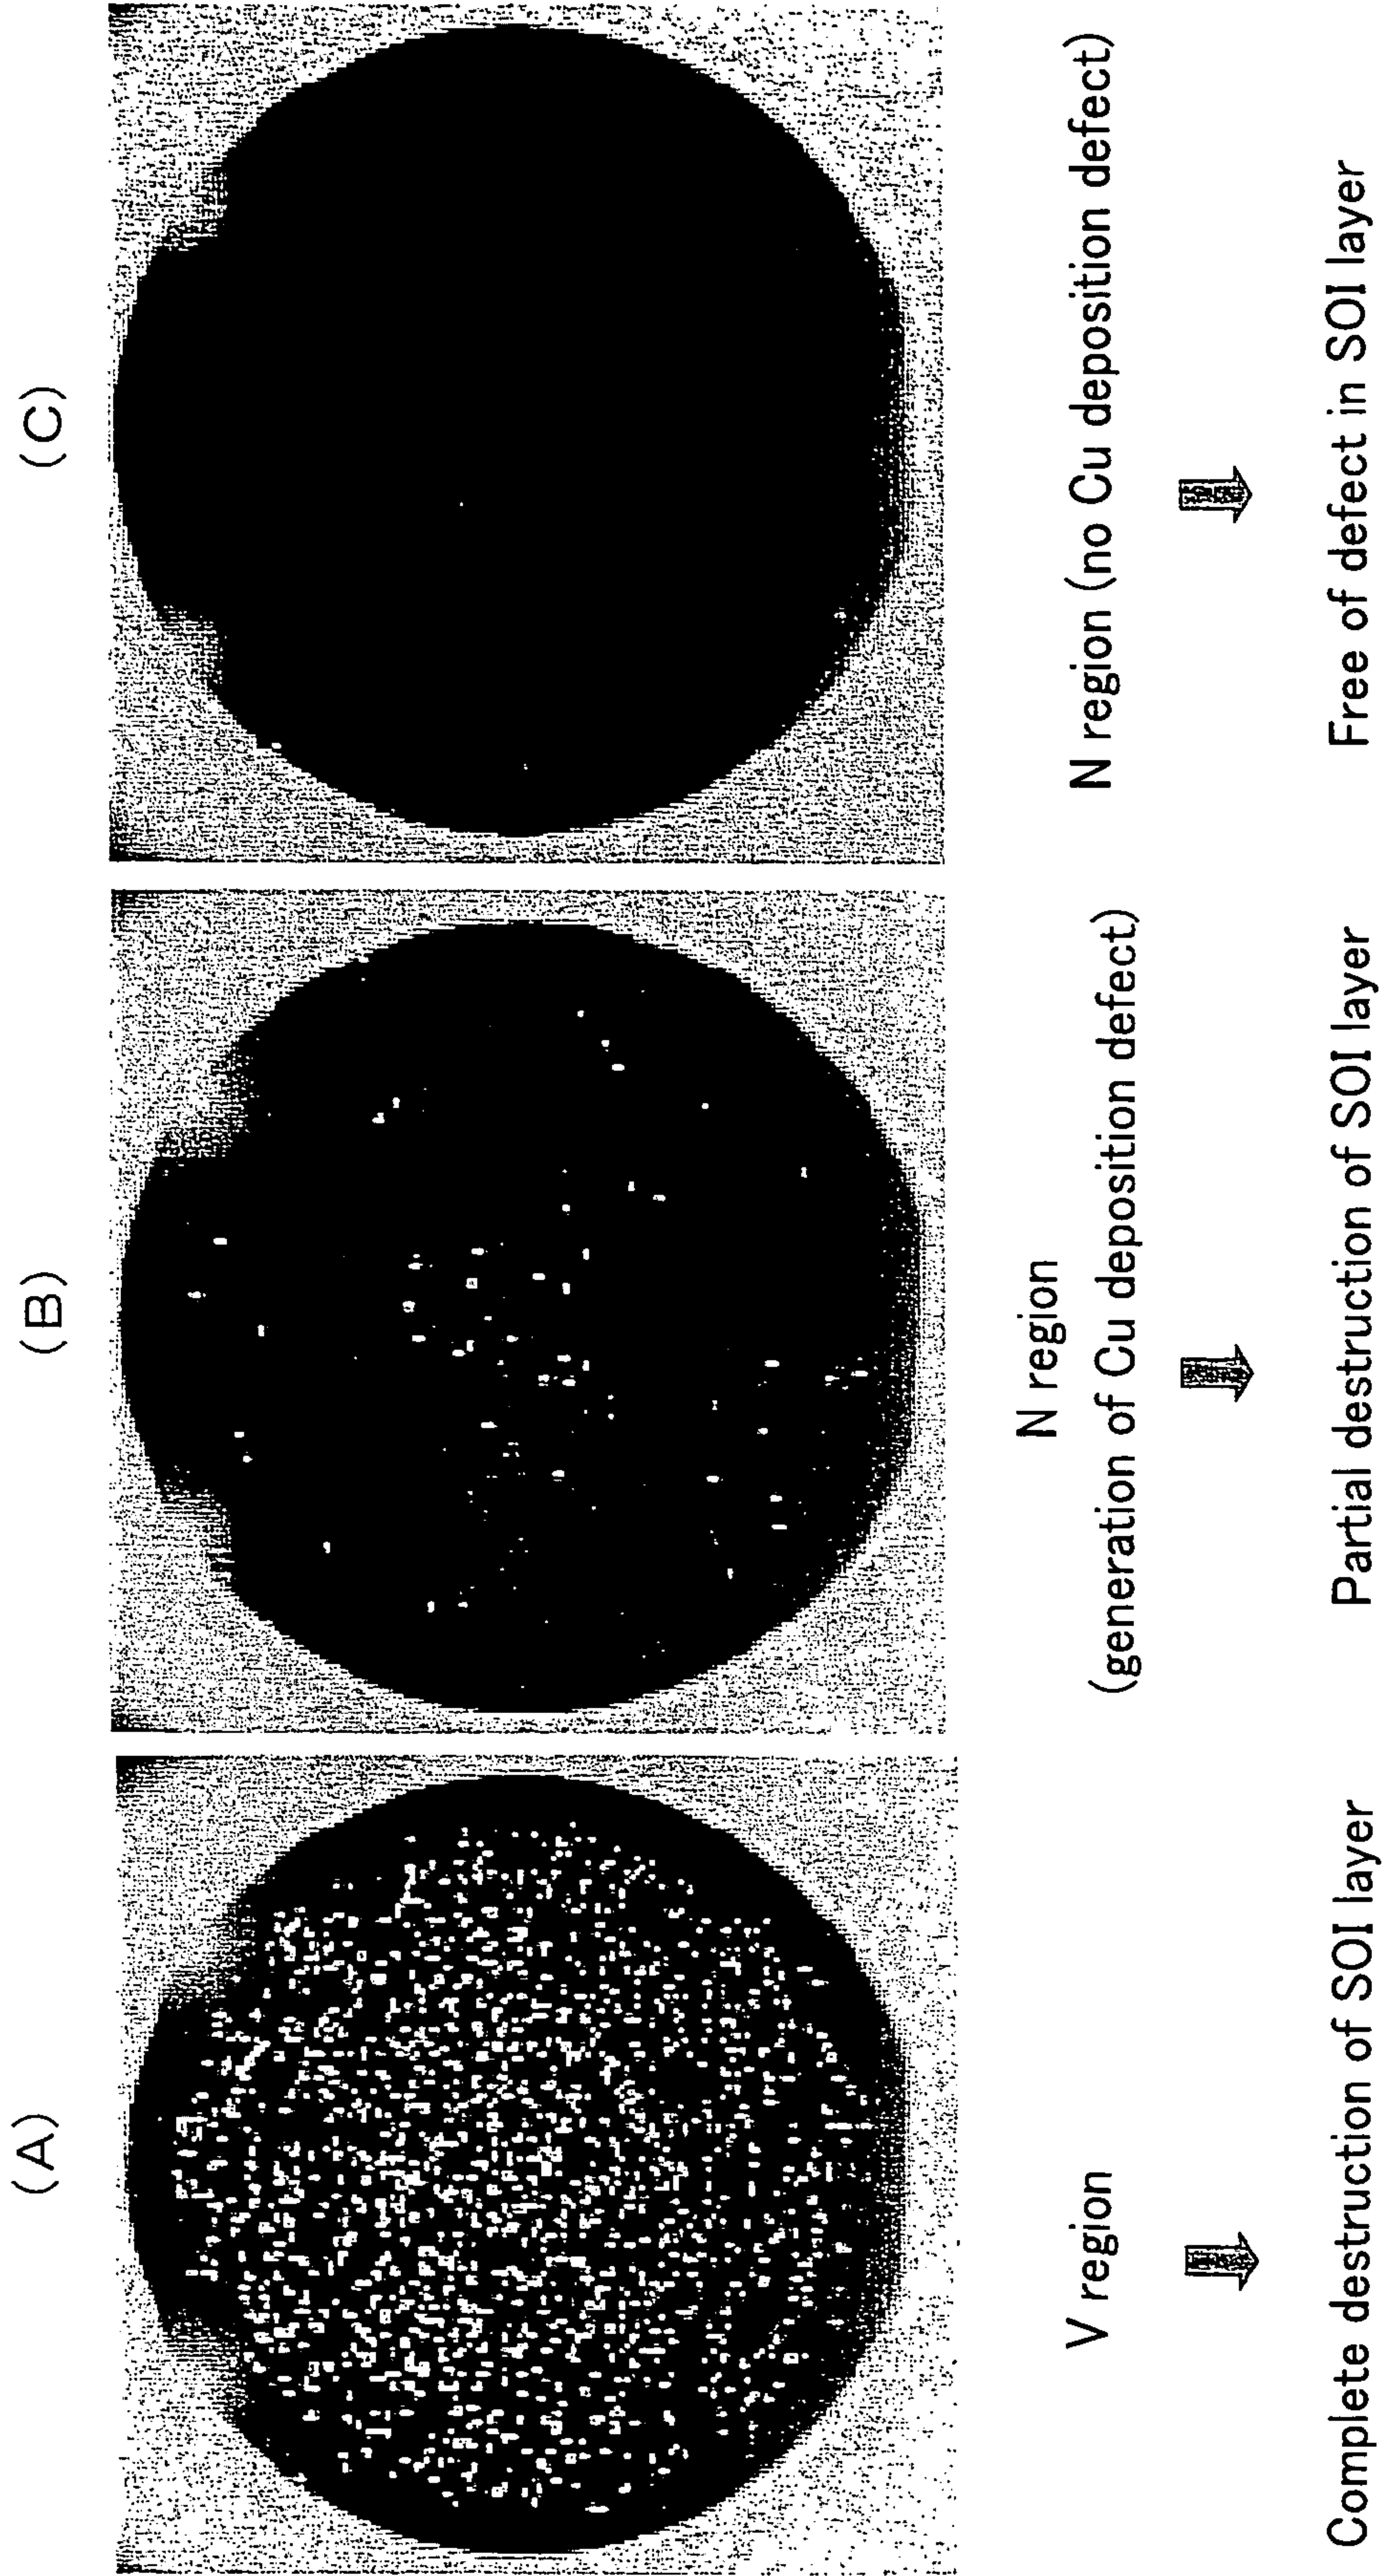 (A)
V region
Complete destruction of SOI layer
(B)
N region
(generation of Cu deposition defect)
Partial destruction of SOI layer
(C)
N region (no Cu deposition defect)
Free of defect in SOI layer